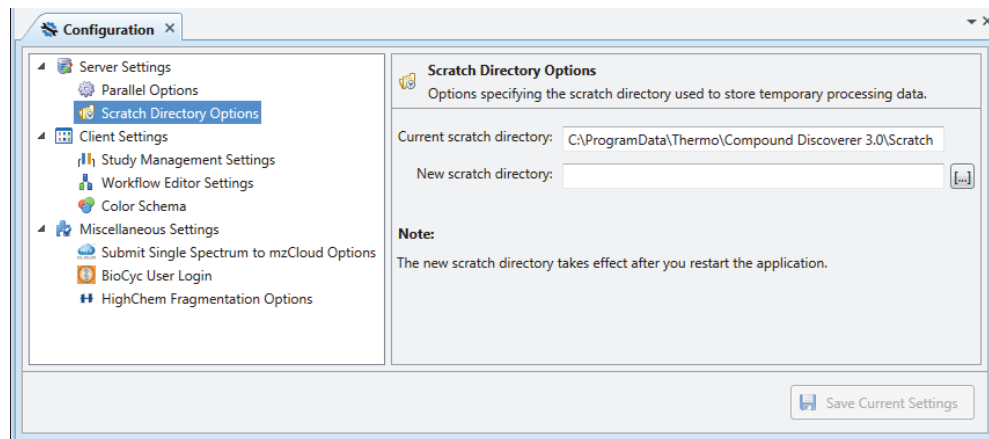 Configuration
Server Settings
Parallel Options
Scratch Directory Options
Client Settings
Study Management Settings
Workflow Editor Settings
Color Schema
Miscellaneous Settings
Submit Single Spectrum to mzCloud Options
BioCyc User Login
HighChem Fragmentation Options
Scratch Directory Options
Options specifying the scratch directory used to store temporary processing data.
Current scratch directory: C:\ProgramData\Thermo\Compound Discoverer 3.0\Scratch
New scratch directory: [...]
Note:
The new scratch directory takes effect after you restart the application.
Save Current Settings